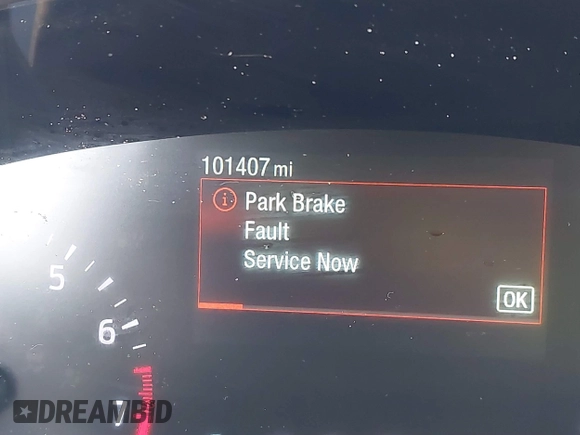 101407 mi
Park Brake
Fault
Service Now
OK
5
6
7
DREAMBID